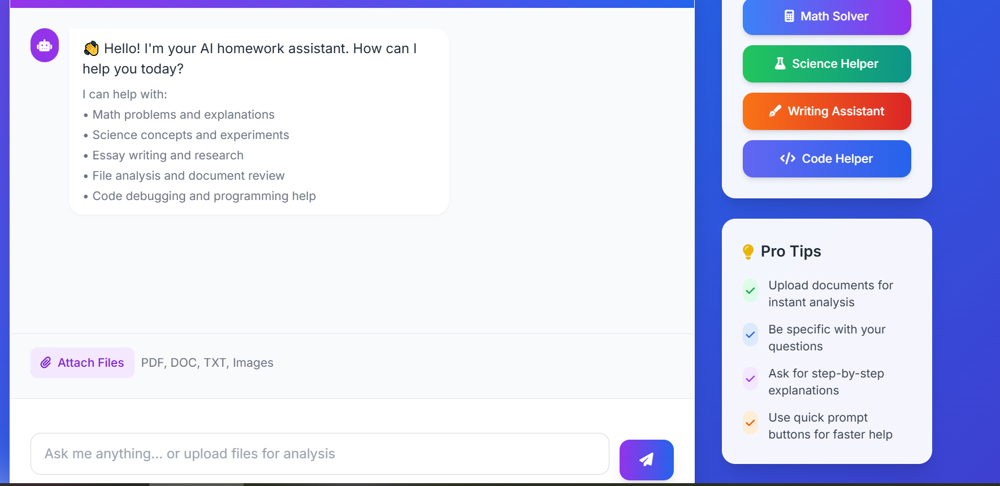 👋 Hello! I'm your AI homework assistant. How can I
help you today?
I can help with:
• Math problems and explanations
• Science concepts and experiments
• Essay writing and research
• File analysis and document review
• Code debugging and programming help
Attach Files PDF, DOC, TXT, Images
Ask me anything... or upload files for analysis
Math Solver
Science Helper
Writing Assistant
</> Code Helper
Pro Tips
Upload documents for
instant analysis
Be specific with your
questions
Ask for step-by-step
explanations
Use quick prompt
buttons for faster help